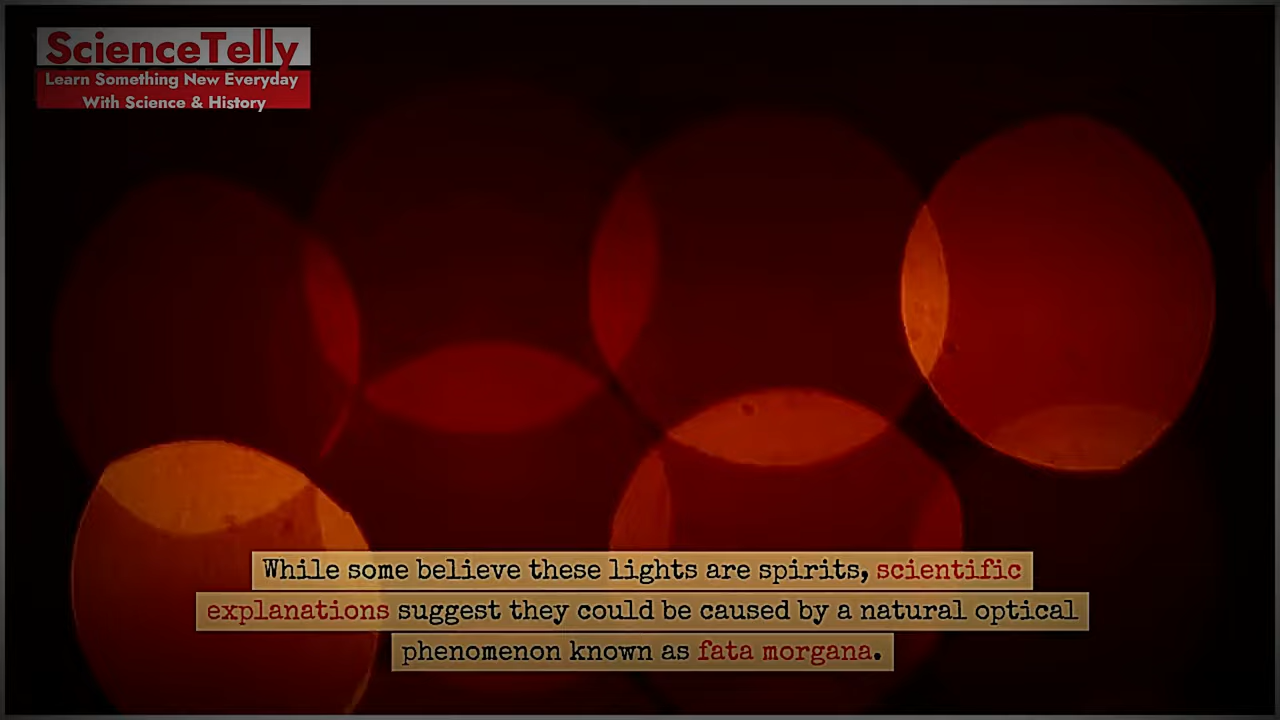 ScienceTelly
Learn Something New Everyday
With Science & History
While some believe these lights are spirits, scientific
explanations suggest they could be caused by a natural optical
phenomenon known as fata morgana.